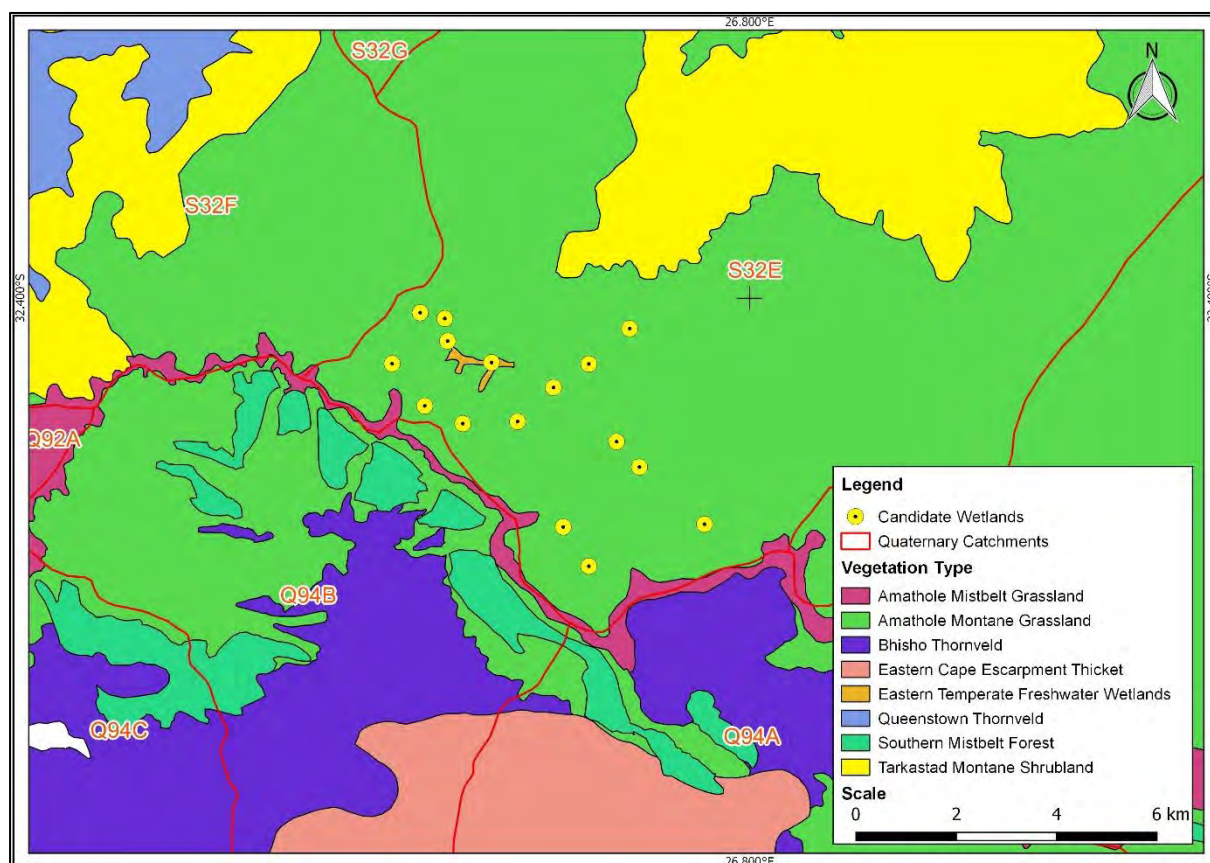 26.800°E
S32G
N
S32F
32.400°S
S32E
32.400°S
Q92A
Q94B
Q94C
Q94A
Legend
Candidate Wetlands
Quaternary Catchments
Vegetation Type
Amathole Mistbelt Grassland
Amathole Montane Grassland
Bhisho Thornveld
Eastern Cape Escarpment Thicket
Eastern Temperate Freshwater Wetlands
Queenstown Thornveld
Southern Mistbelt Forest
Tarkastad Montane Shrubland
Scale
0 2 4 6 km
26.800°E